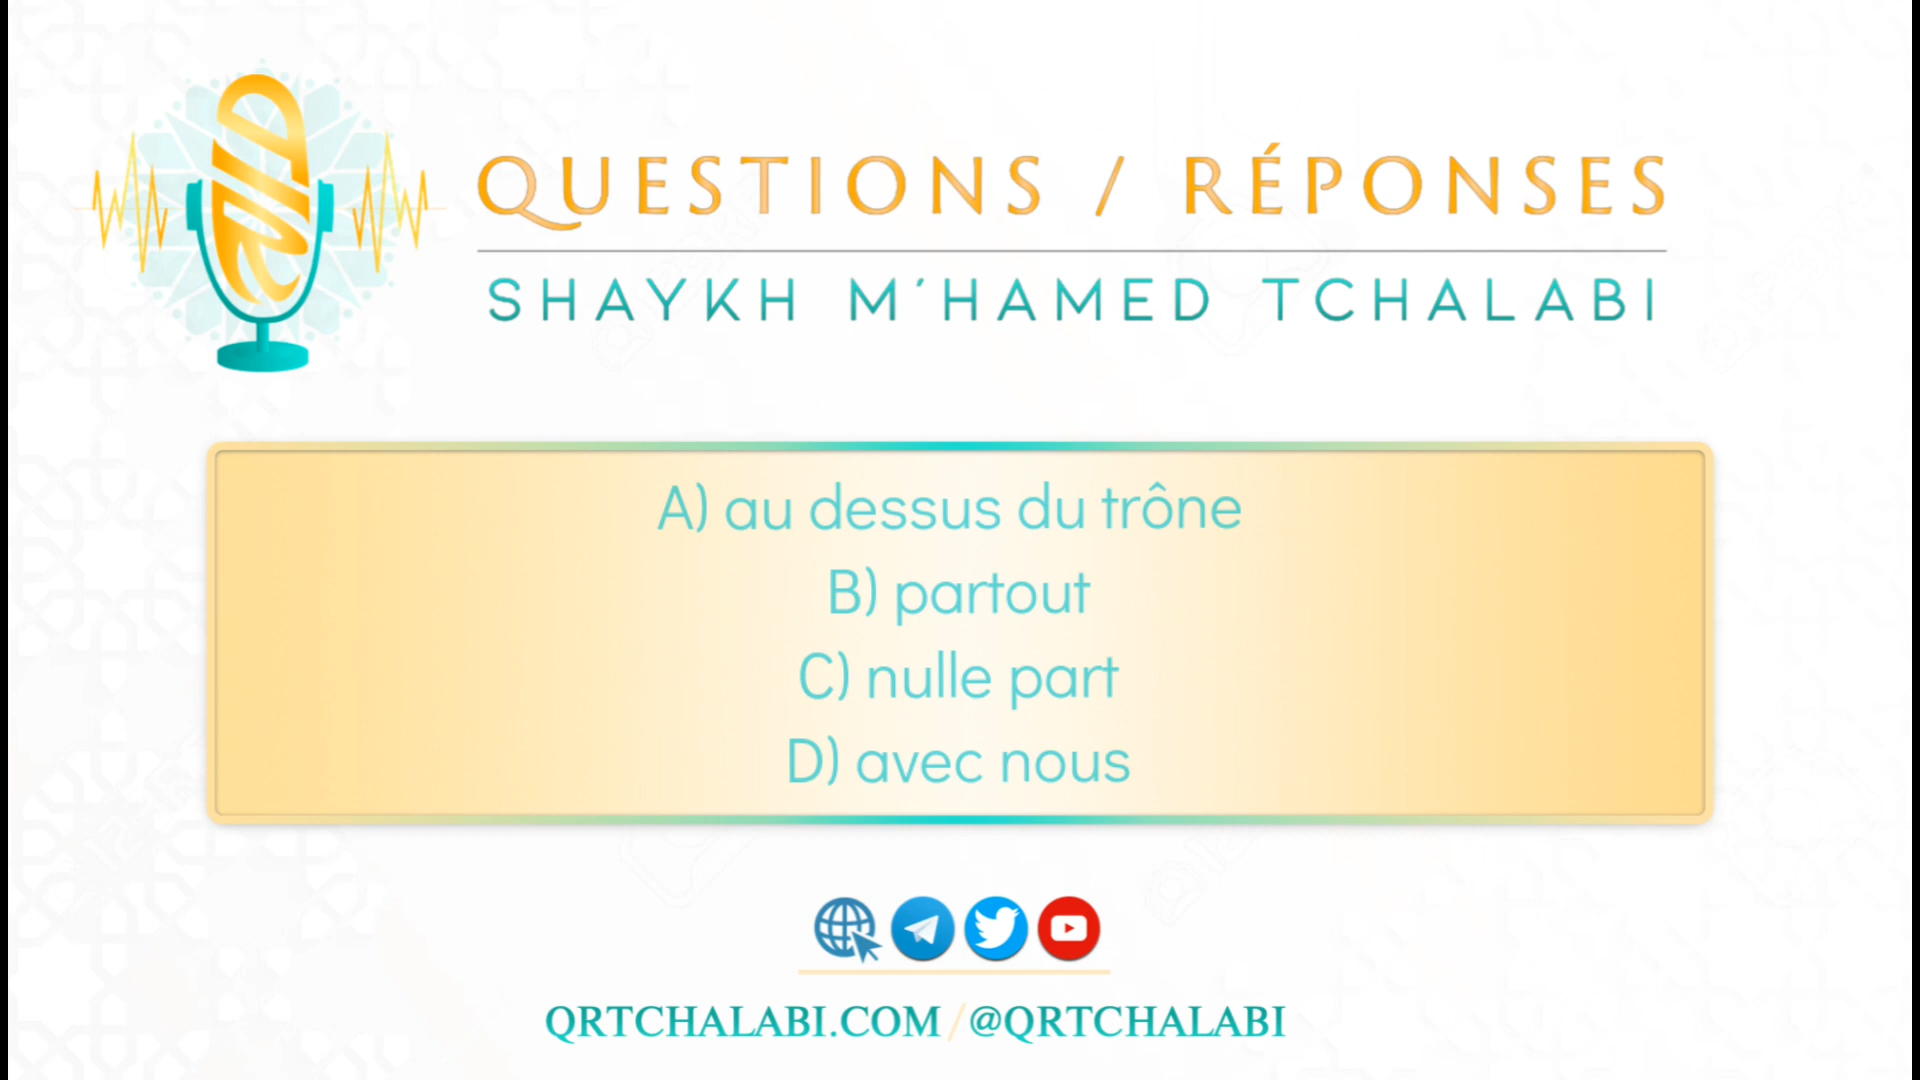 QUESTIONS / RÉPONSES
SHAYKH M'HAMED TCHALABI
A) au dessus du trône
B) partout
C) nulle part
D) avec nous
QRTCHALABI.COM / @QRTCHALABI